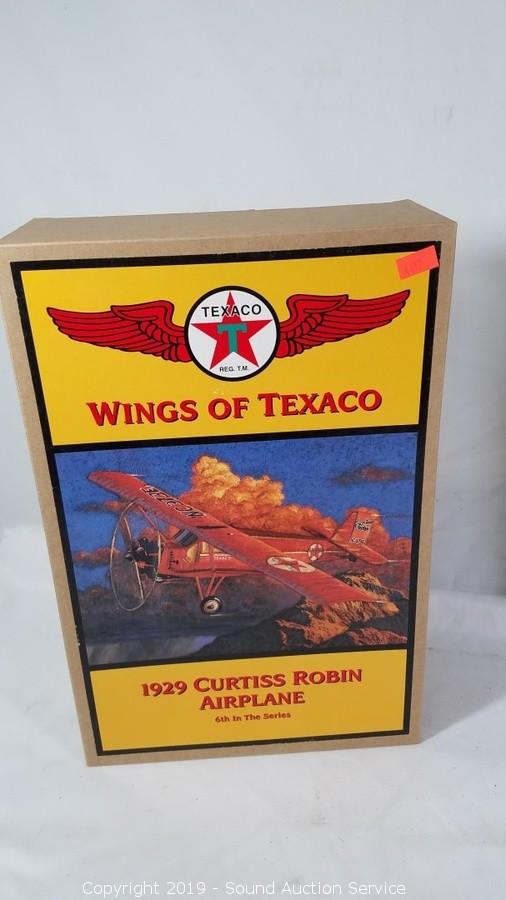 TEXACO
T
REG. T.M.
WINGS OF TEXACO
1929 CURTISS ROBIN
AIRPLANE
6th In The Series
Copyright 2019 - Sound Auction Service